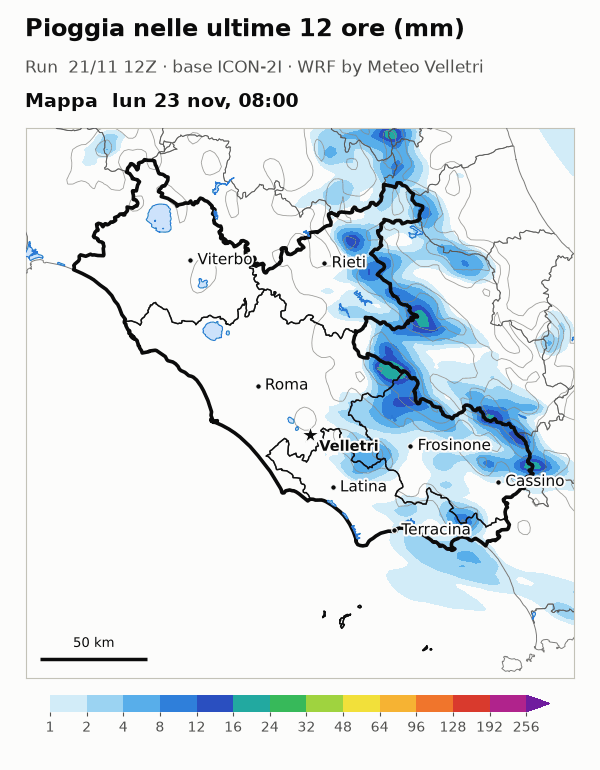 Pioggia nelle ultime 12 ore (mm)
Run  21/11 12Z · base ICON-2I · WRF by Meteo Velletri
Mappa  lun 23 nov, 08:00
Viterbo
Rieti
Roma
Velletri
Frosinone
Latina
Cassino
Terracina
50 km
1 2 4 8 12 16 24 32 48 64 96 128 192 256